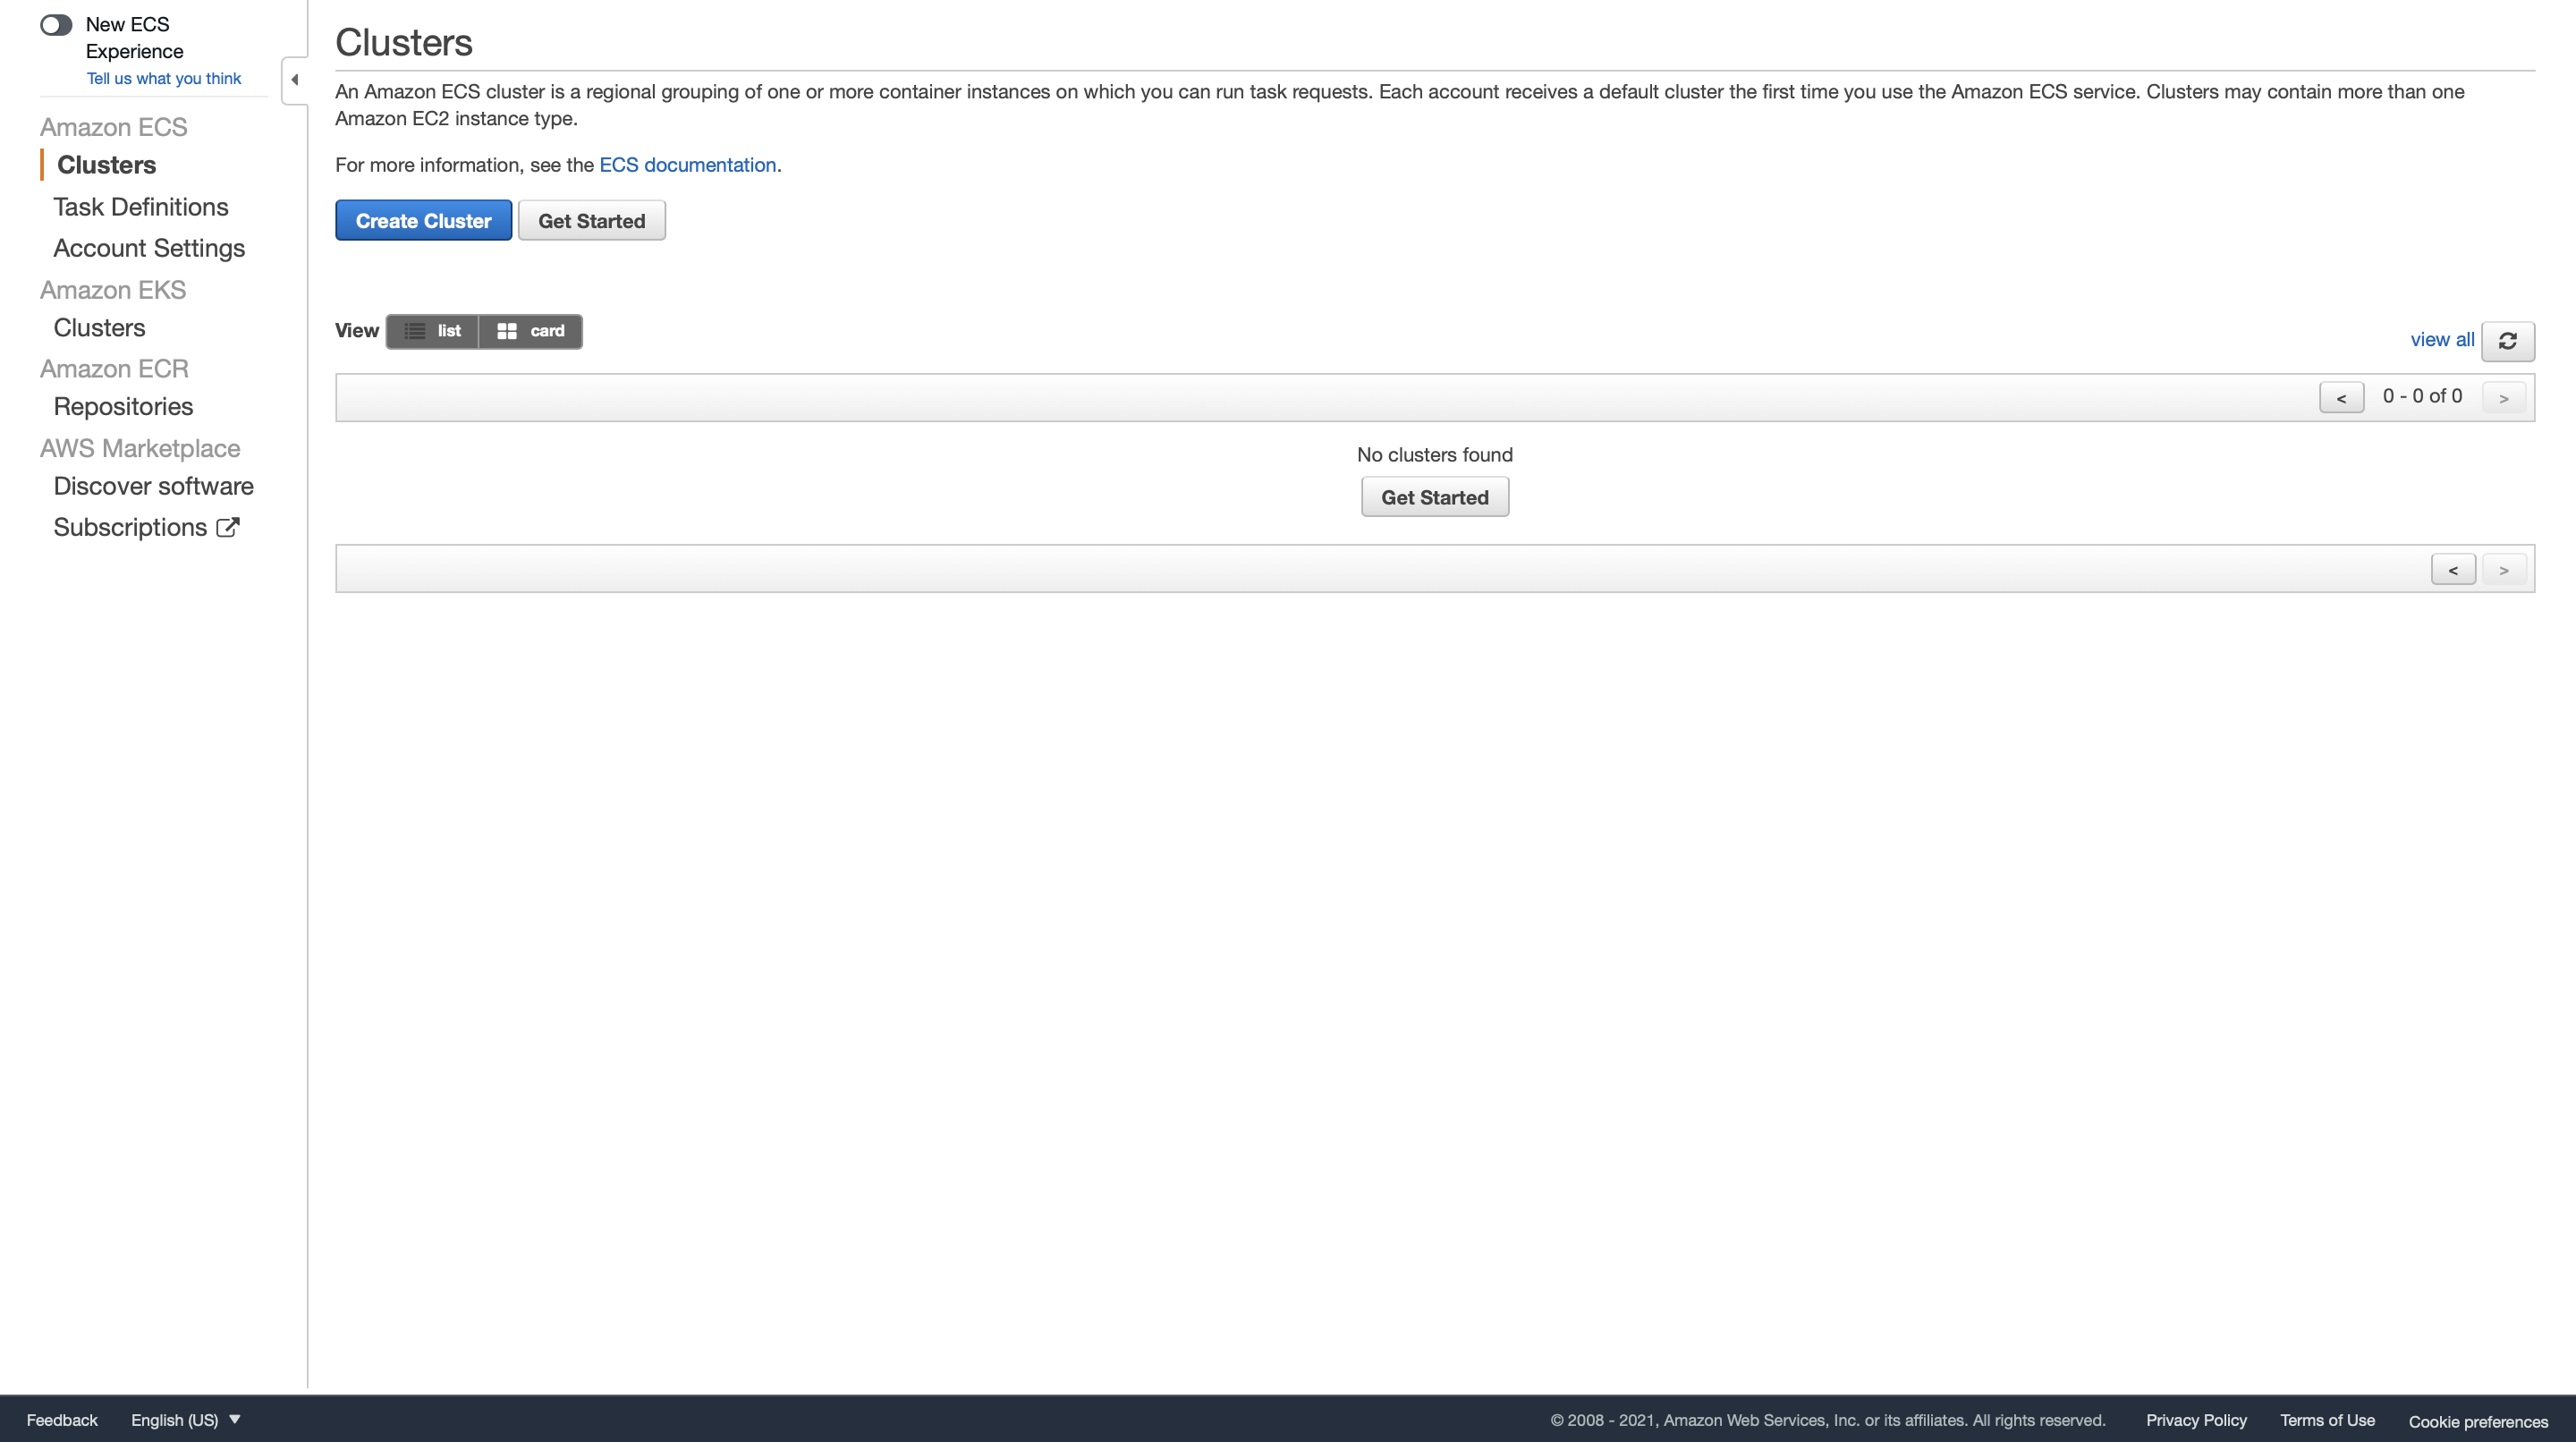 New ECS
Experience
Tell us what you think
Amazon ECS
Clusters
Task Definitions
Account Settings
Amazon EKS
Clusters
Amazon ECR
Repositories
AWS Marketplace
Discover software
Subscriptions
Clusters
An Amazon ECS cluster is a regional grouping of one or more container instances on which you can run task requests. Each account receives a default cluster the first time you use the Amazon ECS service. Clusters may contain more than one
Amazon EC2 instance type.
For more information, see the ECS documentation.
Create Cluster Get Started
View list card view all
< 0 - 0 of 0 >
No clusters found
Get Started
< >
Feedback English (US) © 2008 - 2021, Amazon Web Services, Inc. or its affiliates. All rights reserved. Privacy Policy Terms of Use Cookie preferences